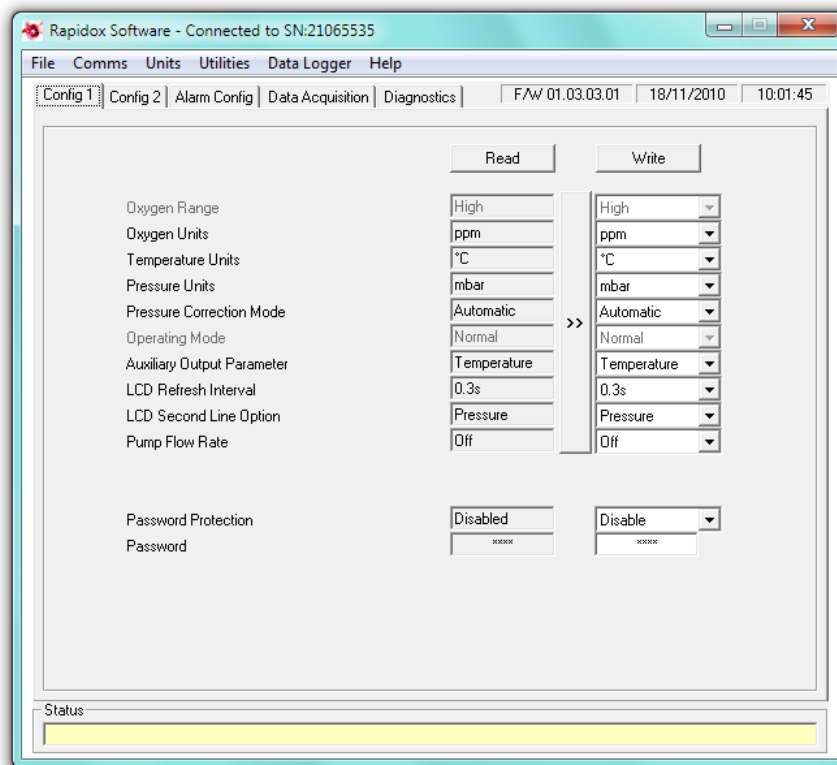 Rapidox Software - Connected to SN:21065535
File Comms Units Utilities Data Logger Help
Config 1 Config 2 Alarm Config Data Acquisition Diagnostics F/W 01.03.03.01 18/11/2010 10:01:45
Read Write
Oxygen Range High High
Oxygen Units ppm ppm
Temperature Units °C °C
Pressure Units mbar mbar
Pressure Correction Mode Automatic >> Automatic
Operating Mode Normal Normal
Auxiliary Output Parameter Temperature Temperature
LCD Refresh Interval 0.3s 0.3s
LCD Second Line Option Pressure Pressure
Pump Flow Rate Off Off
Password Protection Disabled Disable
Password **** ****
Status